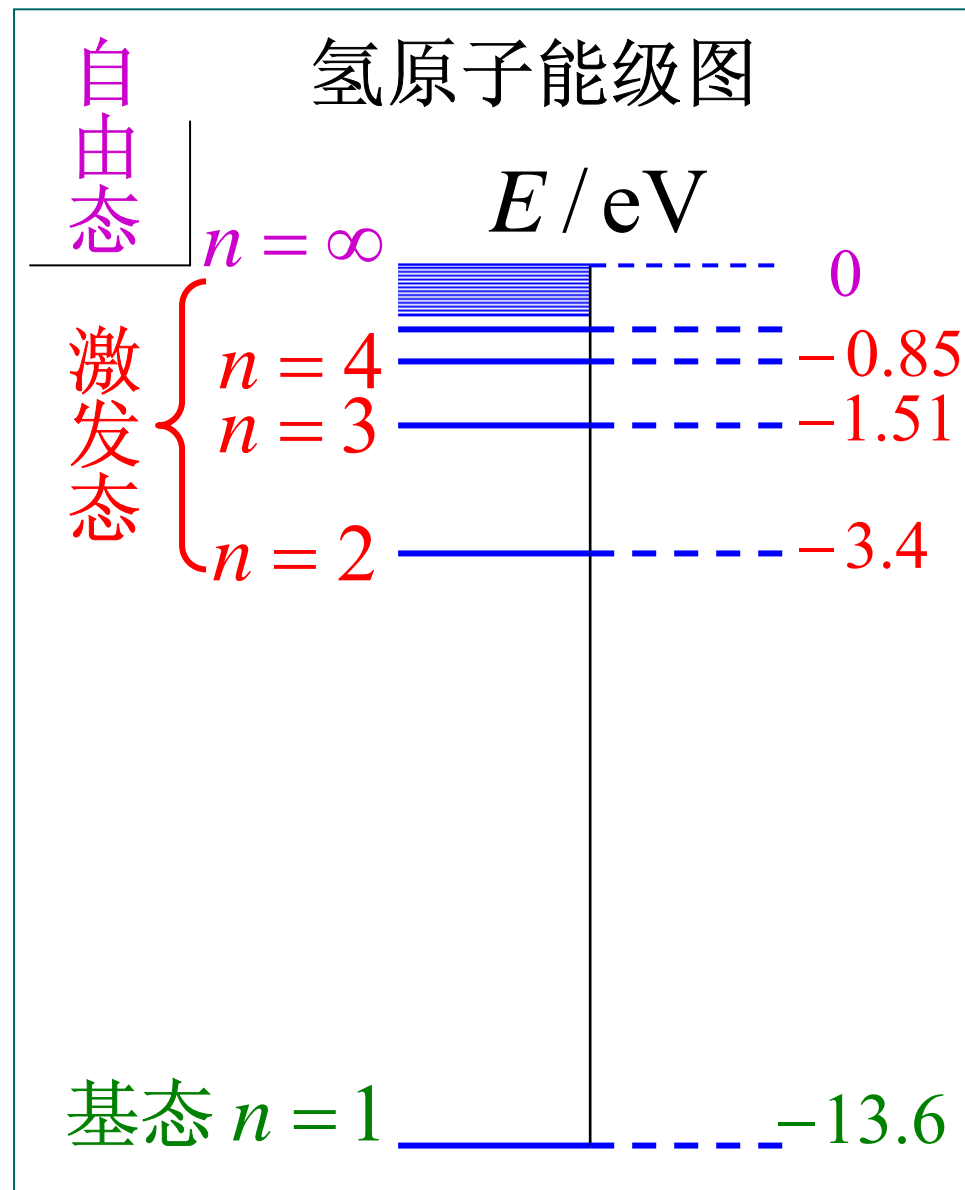 氢原子能级图
自由态
E / eV
n = ∞ 0
激发态
n = 4 −0.85
n = 3 −1.51
n = 2 −3.4
基态 n = 1 −13.6